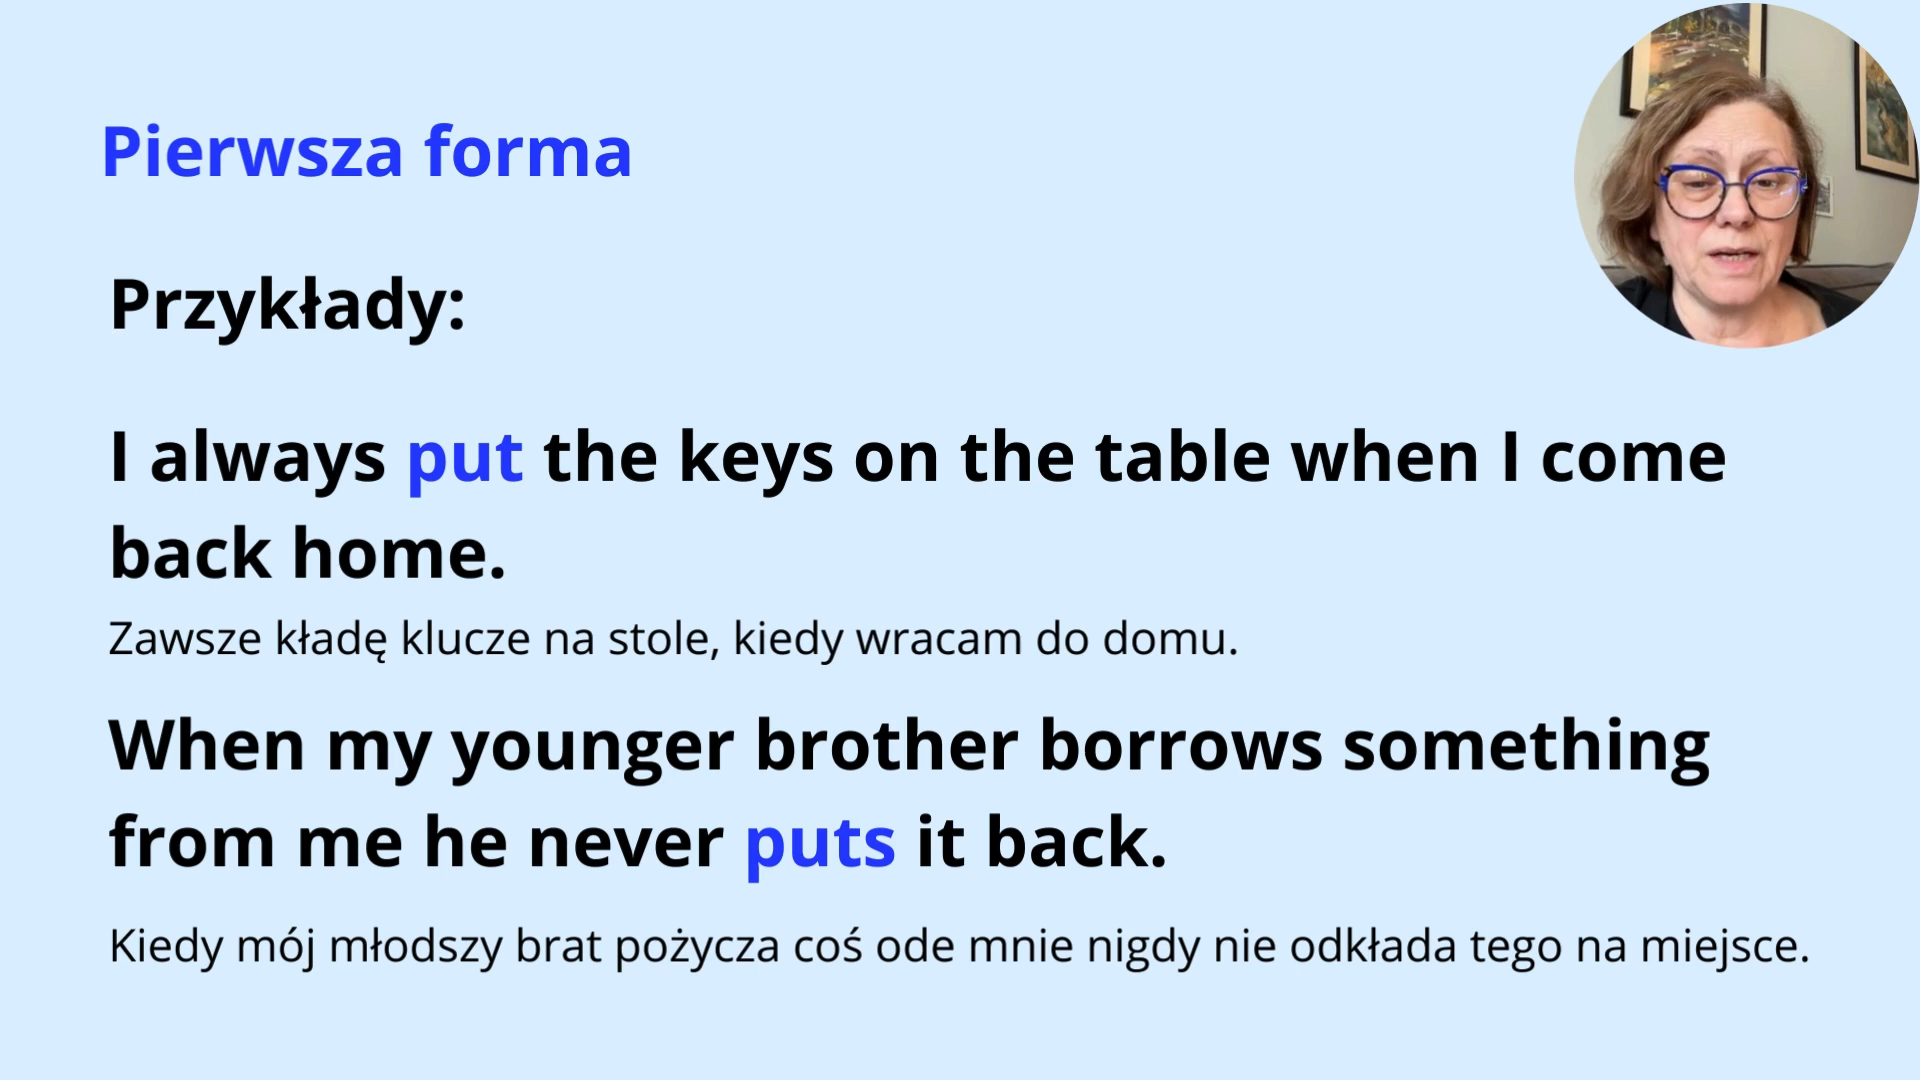 Pierwsza forma
Przykłady:
I always put the keys on the table when I come
back home.
Zawsze kładę klucze na stole, kiedy wracam do domu.
When my younger brother borrows something
from me he never puts it back.
Kiedy mój młodszy brat pożycza coś ode mnie nigdy nie odkłada tego na miejsce.